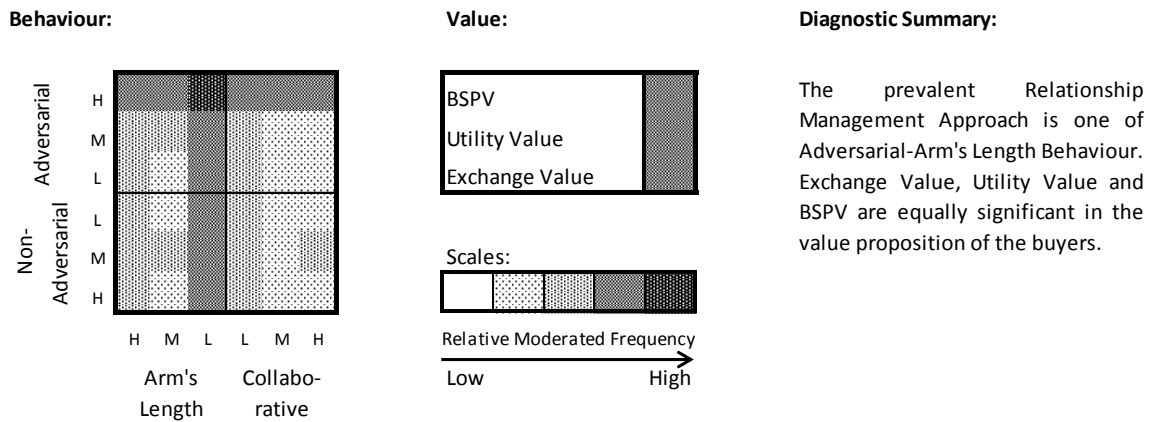 Behaviour:
Adversarial
Non-
Adversarial
H
M
L
L
M
H
H M L L M H
Arm's
Length
Collabo-
rative
Value:
BSPV
Utility Value
Exchange Value
Scales:
Relative Moderated Frequency
Low High
Diagnostic Summary:
The prevalent Relationship
Management Approach is one of
Adversarial-Arm's Length Behaviour.
Exchange Value, Utility Value and
BSPV are equally significant in the
value proposition of the buyers.